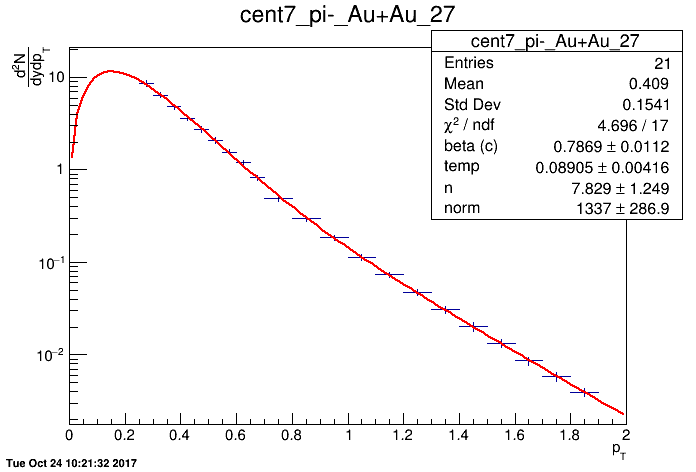 cent7_pi-_Au+Au_27
cent7_pi-_Au+Au_27
Entries 21
Mean 0.409
Std Dev 0.1541
χ² / ndf 4.696 / 17
beta (c) 0.7869 ± 0.0112
temp 0.08905 ± 0.00416
n 7.829 ± 1.249
norm 1337 ± 286.9
d²N
dydp_T
10
1
10⁻¹
10⁻²
0 0.2 0.4 0.6 0.8 1 1.2 1.4 1.6 1.8 2
p_T
Tue Oct 24 10:21:32 2017